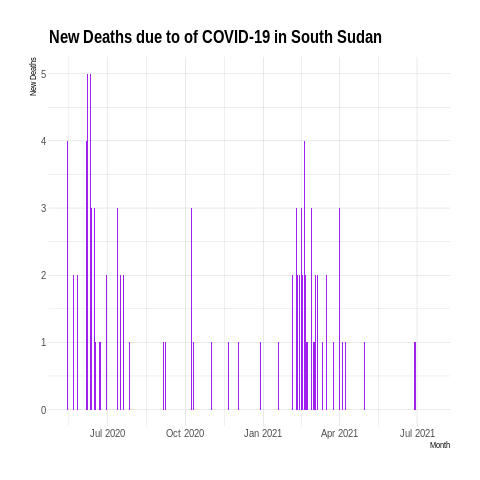 New Deaths due to of COVID-19 in South Sudan
New Deaths
5
4
3
2
1
0
Jul 2020 Oct 2020 Jan 2021 Apr 2021 Jul 2021
Month